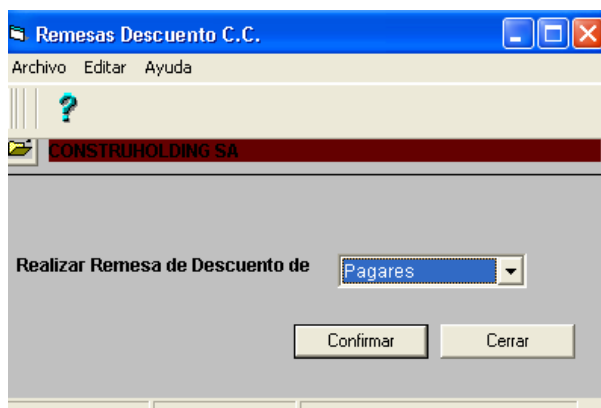 Remesas Descuento C.C.
Archivo Editar Ayuda
CONSTRUHOLDING SA
Realizar Remesa de Descuento de Pagares
Confirmar Cerrar